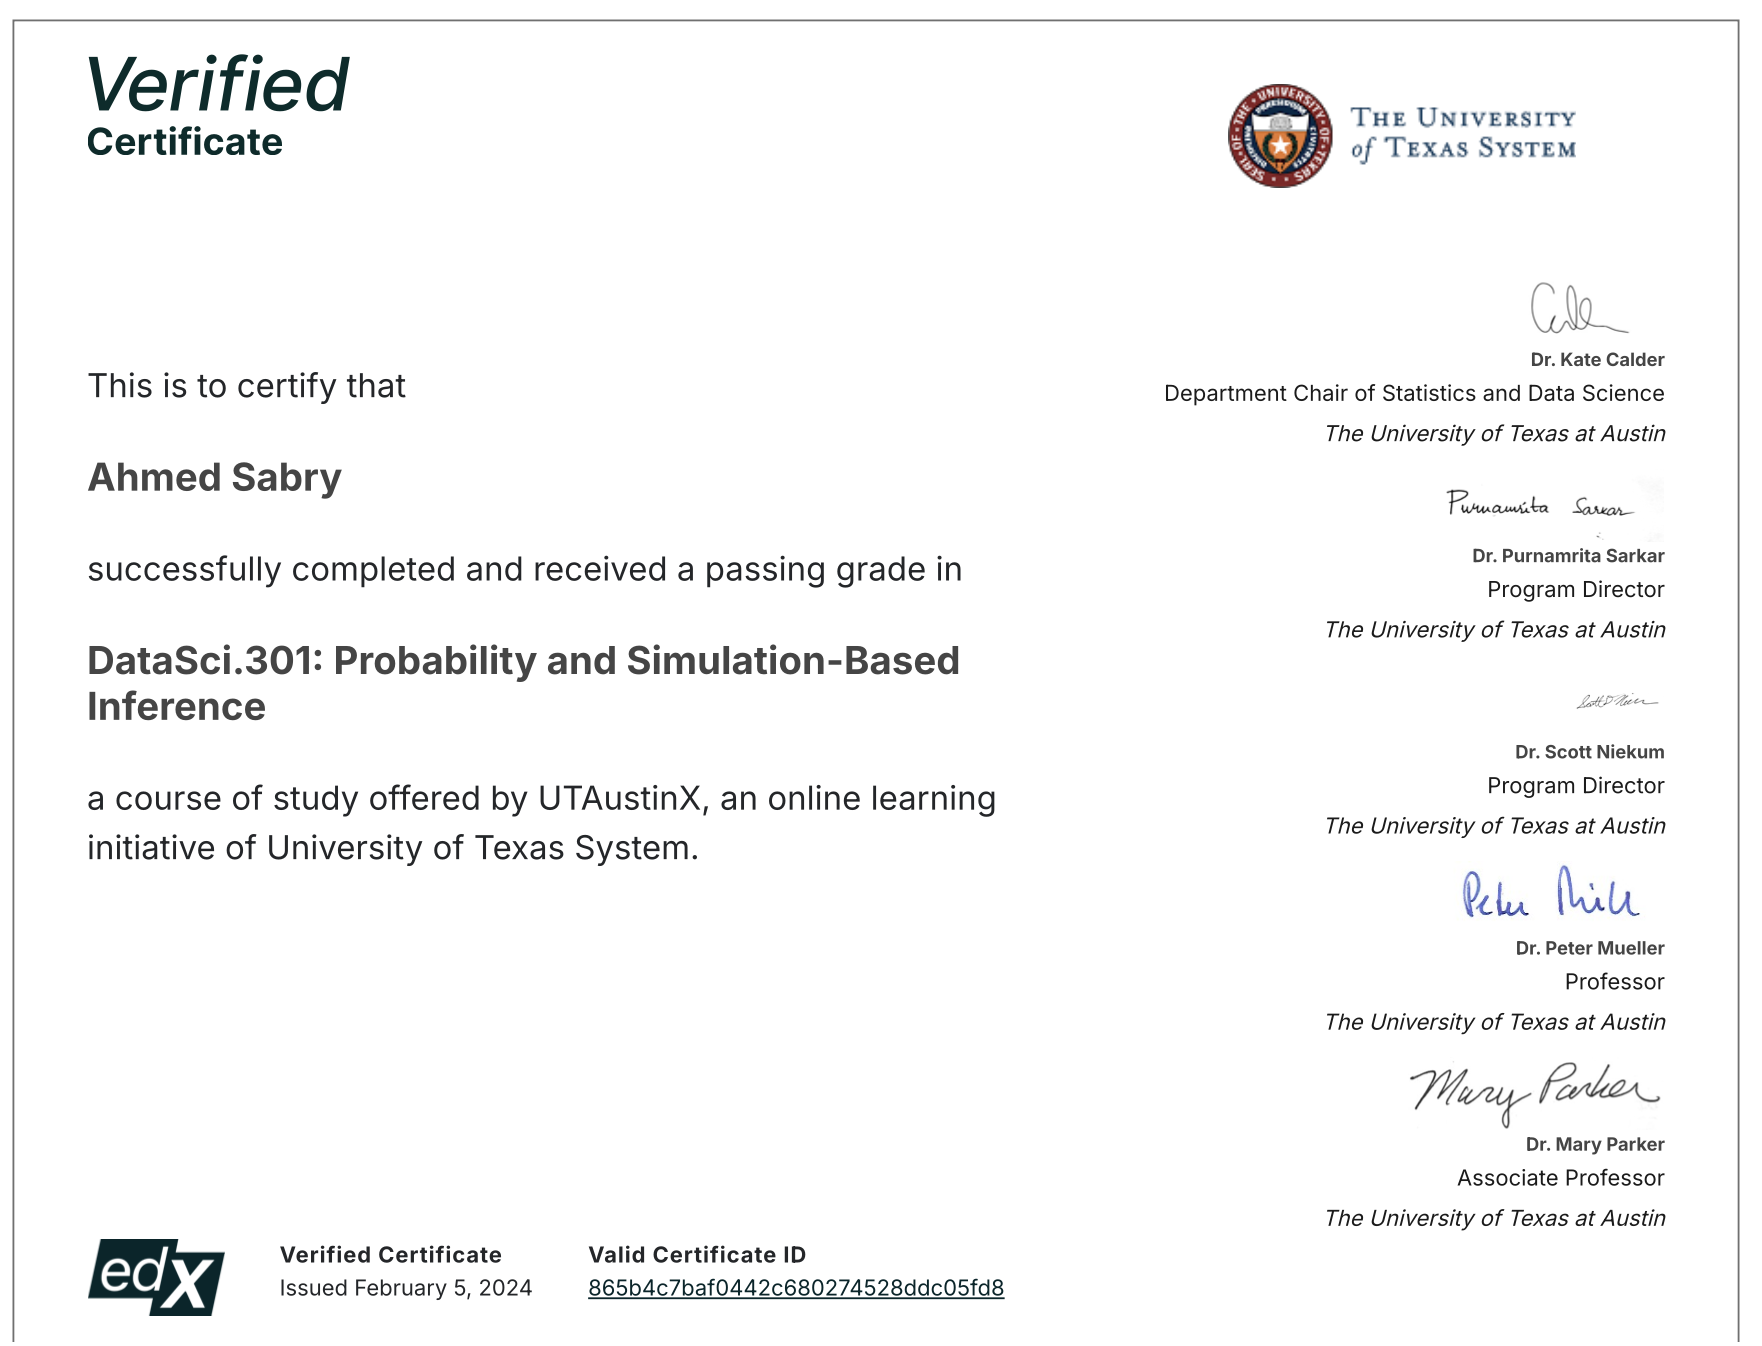 Verified
Certificate
SEAL OF THE UNIVERSITY OF TEXAS
THE UNIVERSITY
of TEXAS SYSTEM
This is to certify that
Ahmed Sabry
successfully completed and received a passing grade in
DataSci.301: Probability and Simulation-Based
Inference
a course of study offered by UTAustinX, an online learning
initiative of University of Texas System.
Dr. Kate Calder
Department Chair of Statistics and Data Science
The University of Texas at Austin
Purnamrita Sarkar
Dr. Purnamrita Sarkar
Program Director
The University of Texas at Austin
Dr. Scott Niekum
Program Director
The University of Texas at Austin
Peter
Dr. Peter Mueller
Professor
The University of Texas at Austin
Mary Parker
Dr. Mary Parker
Associate Professor
The University of Texas at Austin
edX
Verified Certificate
Issued February 5, 2024
Valid Certificate ID
865b4c7baf0442c680274528ddc05fd8